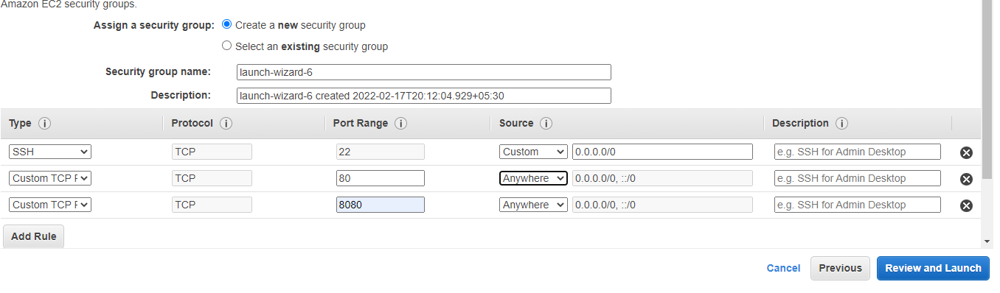 Amazon EC2 security groups.
Assign a security group: Create a new security group
Select an existing security group
Security group name: launch-wizard-6
Description: launch-wizard-6 created 2022-02-17T20:12:04.929+05:30
Type i Protocol i Port Range i Source i Description i
SSH TCP 22 Custom 0.0.0.0/0 e.g. SSH for Admin Desktop
Custom TCP F TCP 80 Anywhere 0.0.0.0/0, ::/0 e.g. SSH for Admin Desktop
Custom TCP F TCP 8080 Anywhere 0.0.0.0/0, ::/0 e.g. SSH for Admin Desktop
Add Rule
Cancel Previous Review and Launch